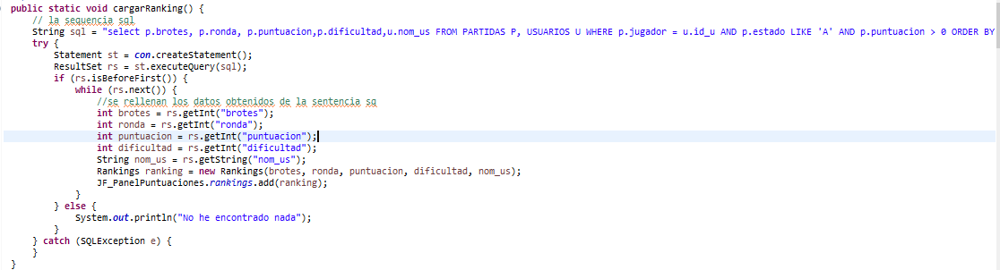 public static void cargarRanking() {
// la sequencia sql
String sql = "select p.brotes, p.ronda, p.puntuacion,p.dificultad,u.nom_us FROM PARTIDAS P, USUARIOS U WHERE p.jugador = u.id_u AND p.estado LIKE 'A' AND p.puntuacion > 0 ORDER BY
try {
Statement st = con.createStatement();
ResultSet rs = st.executeQuery(sql);
if (rs.isBeforeFirst()) {
while (rs.next()) {
//se rellenan los datos obtenidos de la sentencia sq
int brotes = rs.getInt("brotes");
int ronda = rs.getInt("ronda");
int puntuacion = rs.getInt("puntuacion");
int dificultad = rs.getInt("dificultad");
String nom_us = rs.getString("nom_us");
Rankings ranking = new Rankings(brotes, ronda, puntuacion, dificultad, nom_us);
JF_PanelPuntuaciones.rankings.add(ranking);
}
} else {
System.out.println("No he encontrado nada");
}
} catch (SQLException e) {
}
}